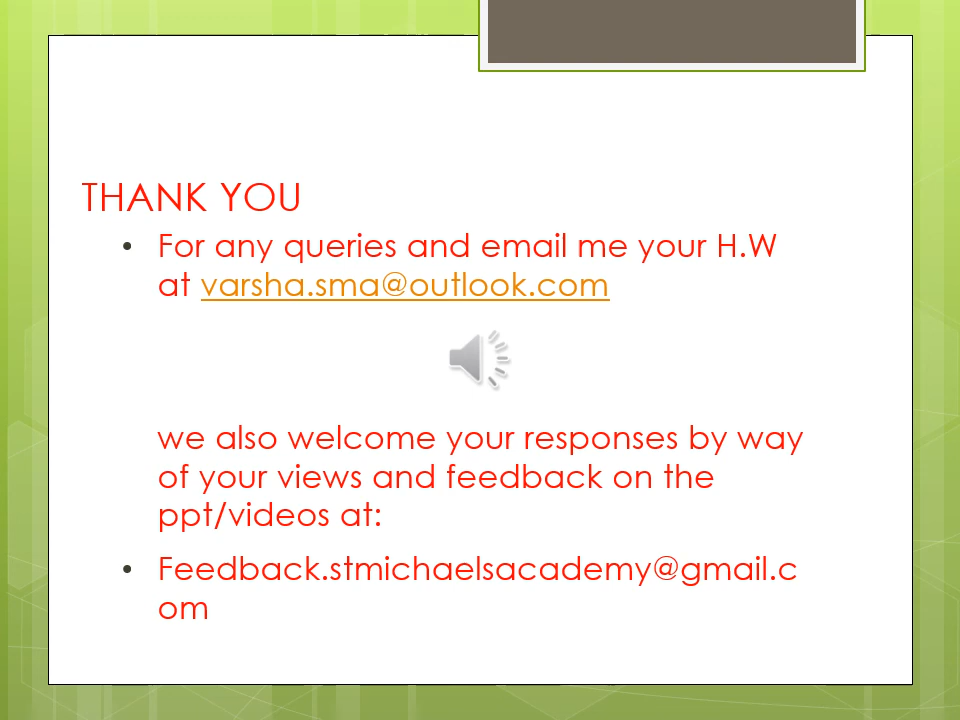 THANK YOU
• For any queries and email me your H.W
at varsha.sma@outlook.com
we also welcome your responses by way
of your views and feedback on the
ppt/videos at:
• Feedback.stmichaelsacademy@gmail.c
om